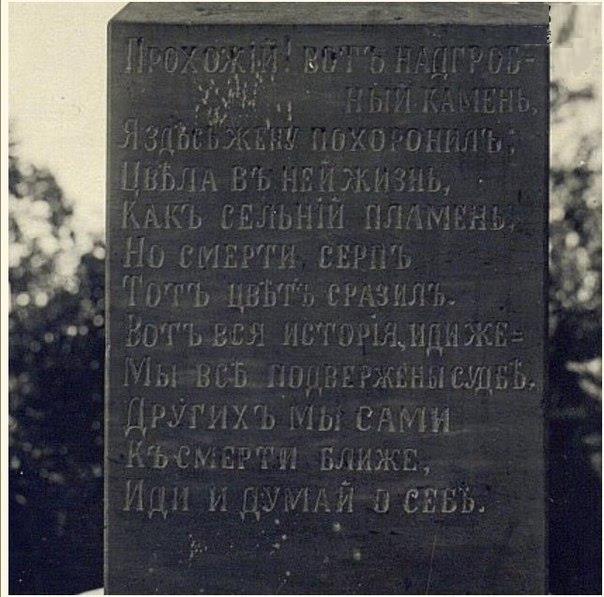 Прохожій! вотъ надгроб=
ный камень,
Я здѣсь жену похоронилъ;
Цвѣла въ ней жизнь,
Какъ сельній пламень,
Но смерти серпъ
Тотъ цвѣтъ сразилъ.
Вотъ вся исторія, иди же=
Мы всѣ подвержены судбѣ.
Другихъ мы сами
Къ смерти ближе,
Иди и думай о себѣ.